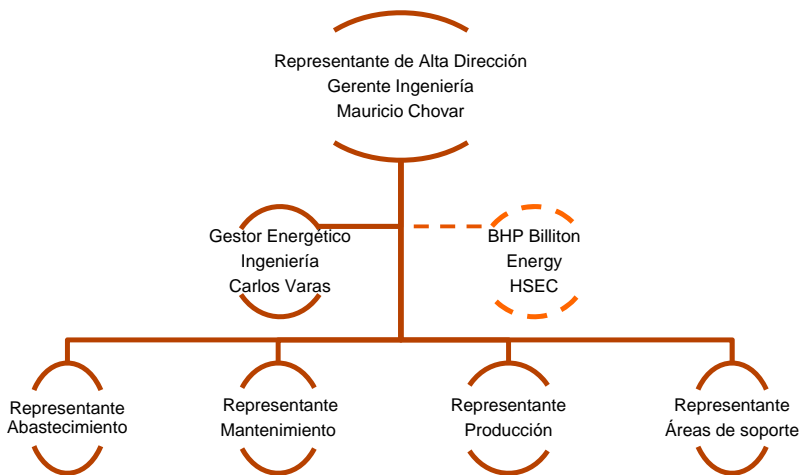 Representante de Alta Dirección
Gerente Ingeniería
Mauricio Chovar
Gestor Energético
Ingeniería
Carlos Varas
BHP Billiton
Energy
HSEC
Representante
Abastecimiento
Representante
Mantenimiento
Representante
Producción
Representante
Áreas de soporte